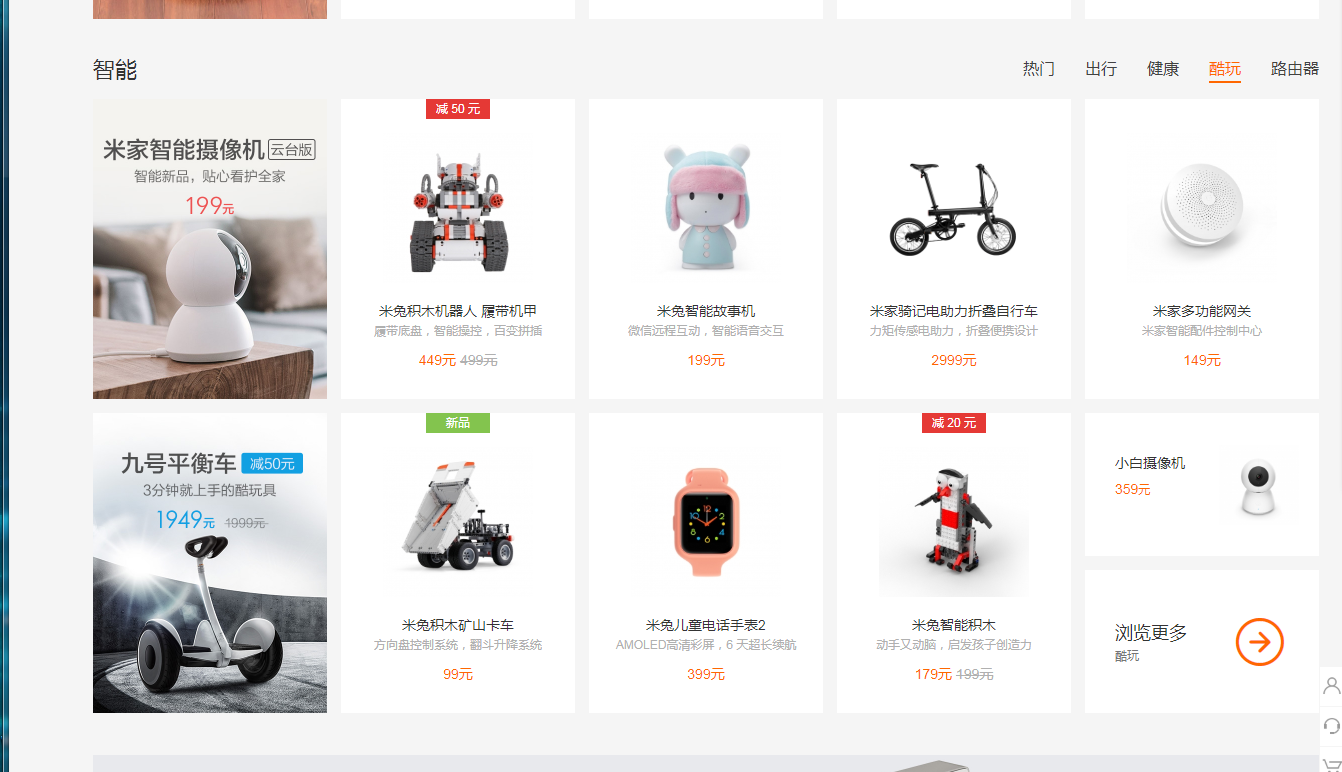 智能
热门
出行
健康
酷玩
路由器
米家智能摄像机 云台版
智能新品，贴心看护全家
199元
减 50 元
米兔积木机器人 履带机甲
履带底盘，智能操控，百变拼插
449元 499元
米兔智能故事机
微信远程互动，智能语音交互
199元
米家骑记电助力折叠自行车
力矩传感电助力，折叠便携设计
2999元
米家多功能网关
米家智能配件控制中心
149元
九号平衡车 减50元
3分钟就上手的酷玩具
1949元 1999元
新品
米兔积木矿山卡车
方向盘控制系统，翻斗升降系统
99元
米兔儿童电话手表2
AMOLED高清彩屏，6 天超长续航
399元
减 20 元
米兔智能积木
动手又动脑，启发孩子创造力
179元 199元
小白摄像机
359元
浏览更多
酷玩